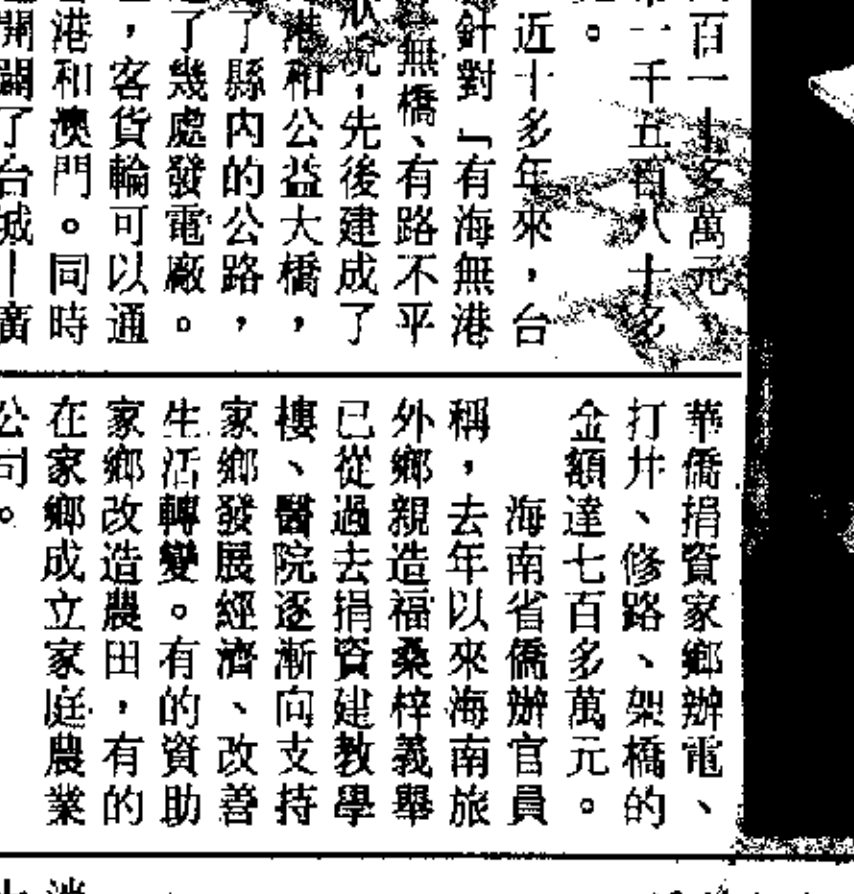 百一十多萬元、
一千五百八十多
。
近十多年來，台
針對「有海無港
無橋、有路不平
狀況，先後建成了
港和公益大橋，
了縣內的公路，
了幾處發電廠。
，客貨輪可以通
港和澳門。同時
開闢了台城—廣
華僑捐資家鄉辦電、
打井、修路、架橋的
金額達七百多萬元。
海南省僑辦官員
稱，去年以來海南旅
外鄉親造福桑梓義舉
已從過去捐資建教學
樓、醫院逐漸向支持
家鄉發展經濟、改善
生活轉變。有的資助
家鄉改造農田，有的
在家鄉成立家庭農業
公司。